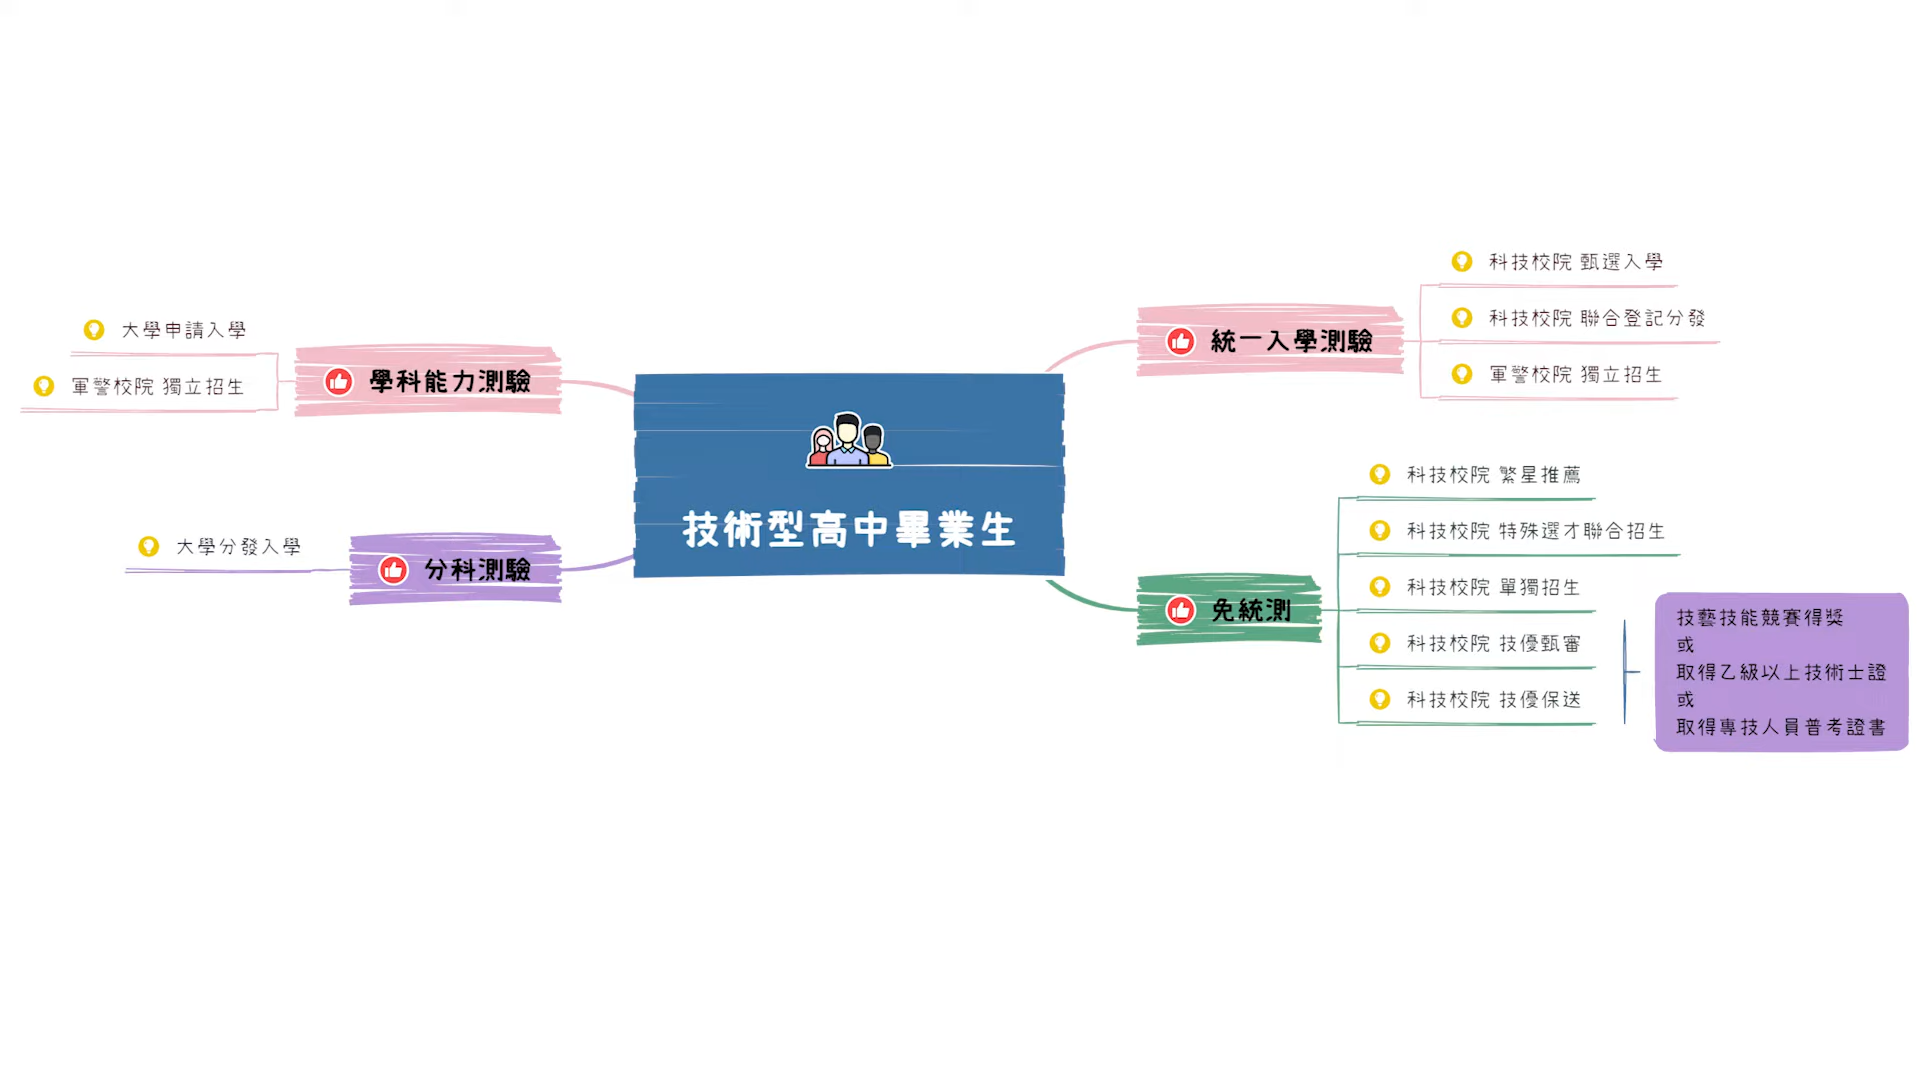 技術型高中畢業生
統一入學測驗
科技校院 甄選入學
科技校院 聯合登記分發
軍警校院 獨立招生
免統測
科技校院 繁星推薦
科技校院 特殊選才聯合招生
科技校院 單獨招生
科技校院 技優甄審
科技校院 技優保送
技藝技能競賽得獎
或
取得乙級以上技術士證
或
取得專技人員普考證書
學科能力測驗
大學申請入學
軍警校院 獨立招生
分科測驗
大學分發入學